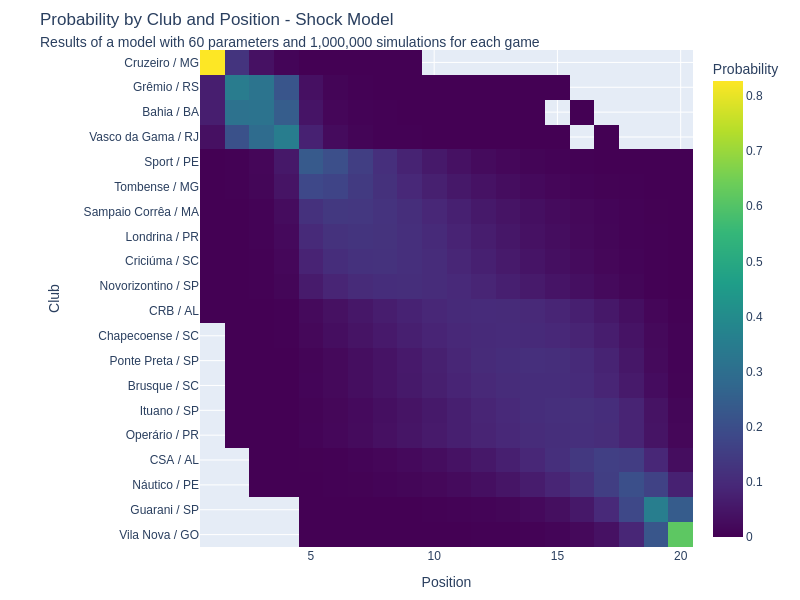 Probability by Club and Position - Shock Model
Results of a model with 60 parameters and 1,000,000 simulations for each game
Probability
Club
Cruzeiro / MG
Grêmio / RS
Bahia / BA
Vasco da Gama / RJ
Sport / PE
Tombense / MG
Sampaio Corrêa / MA
Londrina / PR
Criciúma / SC
Novorizontino / SP
CRB / AL
Chapecoense / SC
Ponte Preta / SP
Brusque / SC
Ituano / SP
Operário / PR
CSA / AL
Náutico / PE
Guarani / SP
Vila Nova / GO
0.8
0.7
0.6
0.5
0.4
0.3
0.2
0.1
0
5 10 15 20
Position